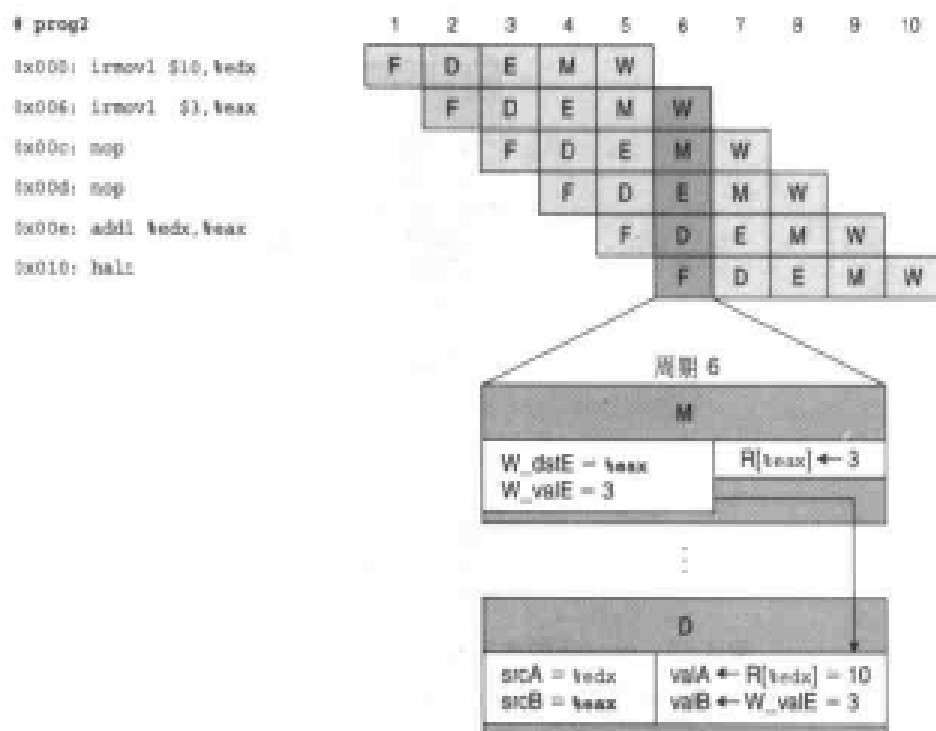 # prog2
1 2 3 4 5 6 7 8 9 10
0x000: irmovl $10,%edx F D E M W
0x006: irmovl $3,%eax F D E M W
0x00c: nop F D E M W
0x00d: nop F D E M W
0x00e: addl %edx,%eax F D E M W
0x010: halt F D E M W
周期 6
M
W_dstE = %eax R[%eax] ← 3
W_valE = 3
D
srcA = %edx valA ← R[%edx] = 10
srcB = %eax valB ← W_valE = 3